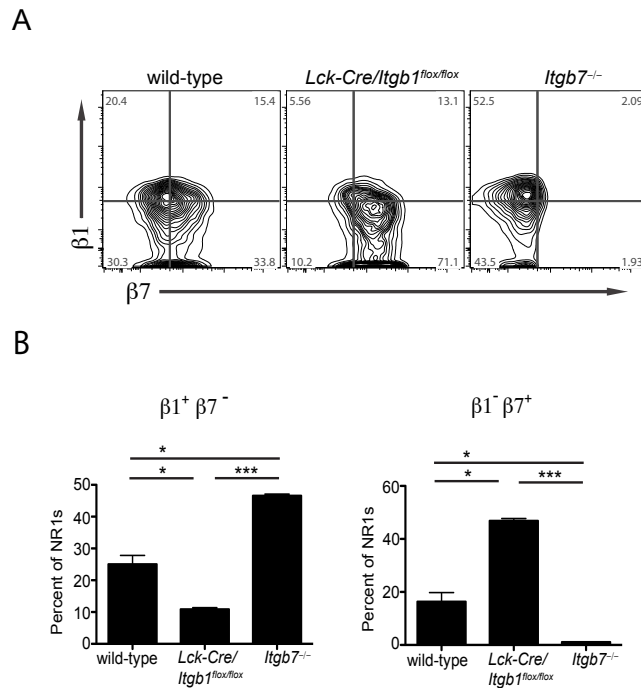 A
wild-type
Lck-Cre/Itgb1flox/flox
Itgb7–/–
20.4
15.4
30.3
33.8
5.56
13.1
10.2
71.1
52.5
2.09
43.5
1.93
β1
β7
B
β1+ β7 -
*
*
***
Percent of NR1s
50
40
30
20
10
0
wild-type
Lck-Cre/
Itgb1flox/flox
Itgb7–/–
β1- β7+
*
*
***
Percent of NR1s
60
40
20
0
wild-type
Lck-Cre/
Itgb1flox/flox
Itgb7–/–